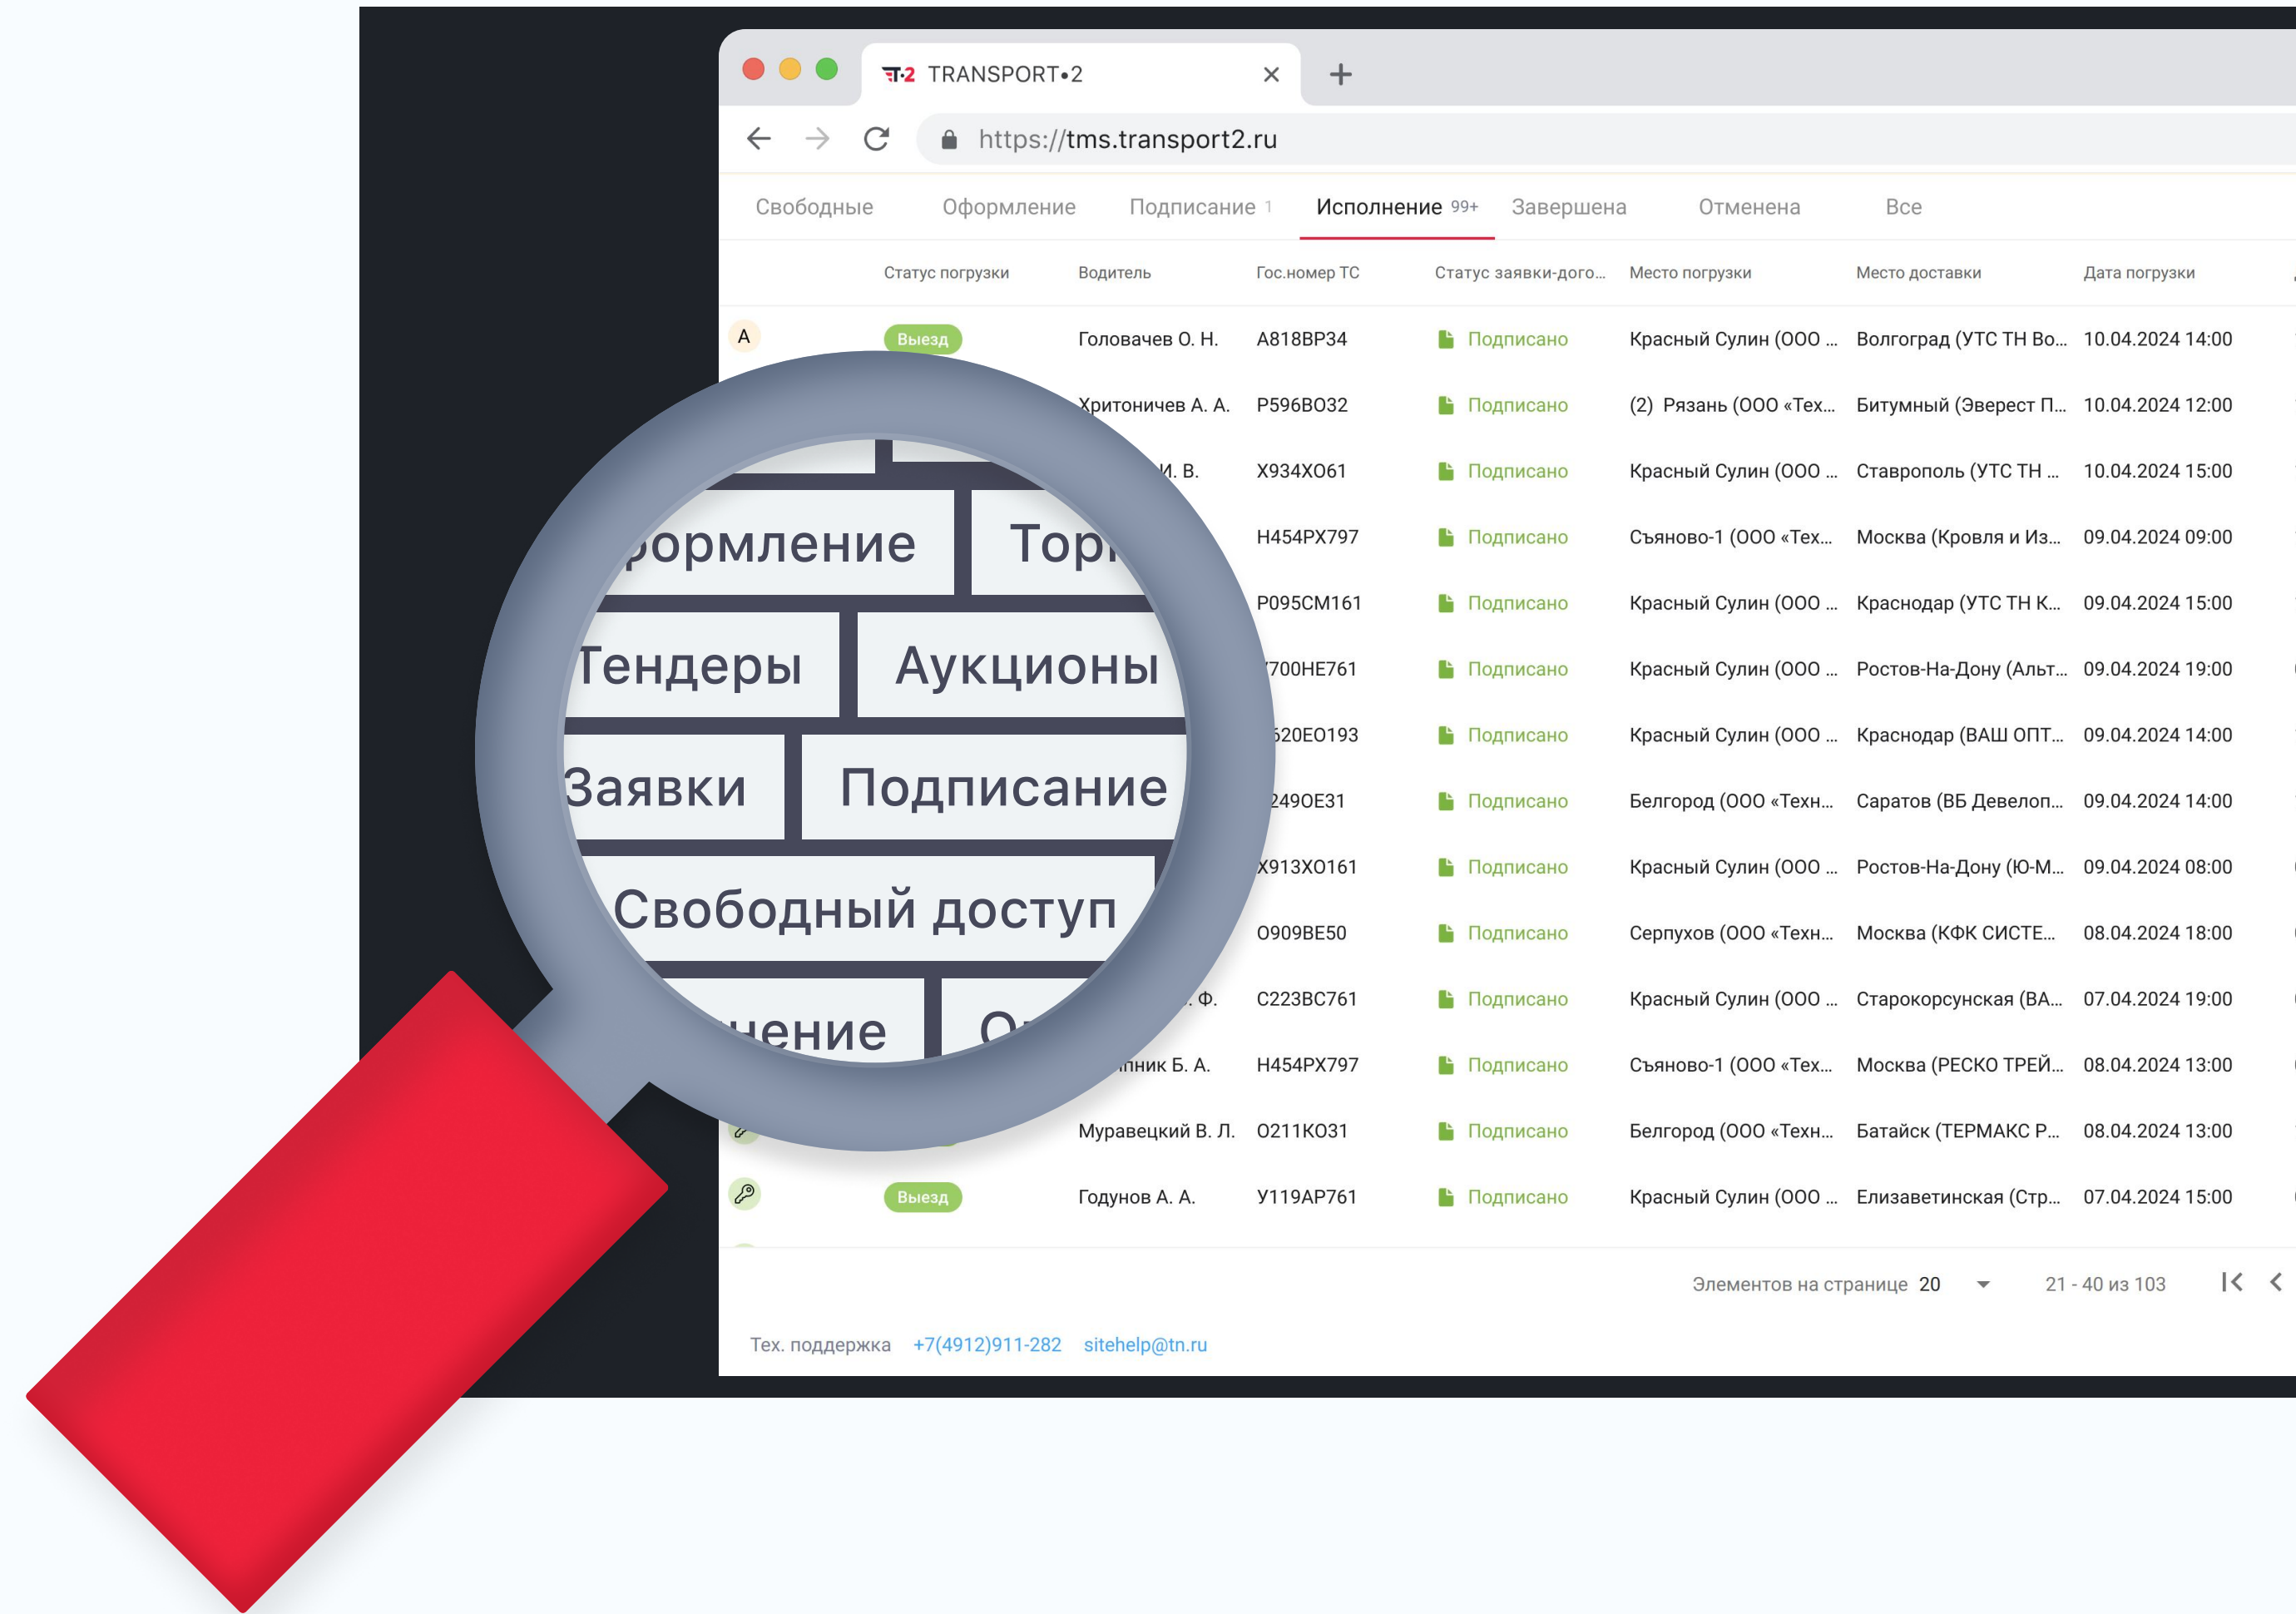 T·2 TRANSPORT•2
https://tms.transport2.ru
Свободные Оформление Подписание 1 Исполнение 99+ Завершена Отменена Все
Статус погрузки Водитель Гос.номер ТС Статус заявки-дого... Место погрузки Место доставки Дата погрузки
А Выезд Головачев О. Н. А818ВР34 Подписано Красный Сулин (ООО ... Волгоград (УТС ТН Во... 10.04.2024 14:00
Хритоничев А. А. Р596ВО32 Подписано (2) Рязань (ООО «Тех... Битумный (Эверест П... 10.04.2024 12:00
И. В. Х934ХО61 Подписано Красный Сулин (ООО ... Ставрополь (УТС ТН ... 10.04.2024 15:00
Н454РХ797 Подписано Съяново-1 (ООО «Тех... Москва (Кровля и Из... 09.04.2024 09:00
Р095СМ161 Подписано Красный Сулин (ООО ... Краснодар (УТС ТН К... 09.04.2024 15:00
700НЕ761 Подписано Красный Сулин (ООО ... Ростов-На-Дону (Альт... 09.04.2024 19:00
620ЕО193 Подписано Красный Сулин (ООО ... Краснодар (ВАШ ОПТ... 09.04.2024 14:00
249ОЕ31 Подписано Белгород (ООО «Техн... Саратов (ВБ Девелоп... 09.04.2024 14:00
Х913ХО161 Подписано Красный Сулин (ООО ... Ростов-На-Дону (Ю-М... 09.04.2024 08:00
О909ВЕ50 Подписано Серпухов (ООО «Техн... Москва (КФК СИСТЕ... 08.04.2024 18:00
Ф. С223ВС761 Подписано Красный Сулин (ООО ... Старокорсунская (ВА... 07.04.2024 19:00
пник Б. А. Н454РХ797 Подписано Съяново-1 (ООО «Тех... Москва (РЕСКО ТРЕЙ... 08.04.2024 13:00
Муравецкий В. Л. О211КО31 Подписано Белгород (ООО «Техн... Батайск (ТЕРМАКС Р... 08.04.2024 13:00
Выезд Годунов А. А. У119АР761 Подписано Красный Сулин (ООО ... Елизаветинская (Стр... 07.04.2024 15:00
ормление Тор
Тендеры Аукционы
Заявки Подписание
Свободный доступ
нение
Элементов на странице 20 21 - 40 из 103
Тех. поддержка +7(4912)911-282 sitehelp@tn.ru